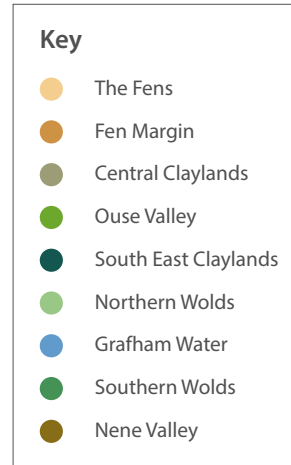 Key
The Fens
Fen Margin
Central Claylands
Ouse Valley
South East Claylands
Northern Wolds
Grafham Water
Southern Wolds
Nene Valley